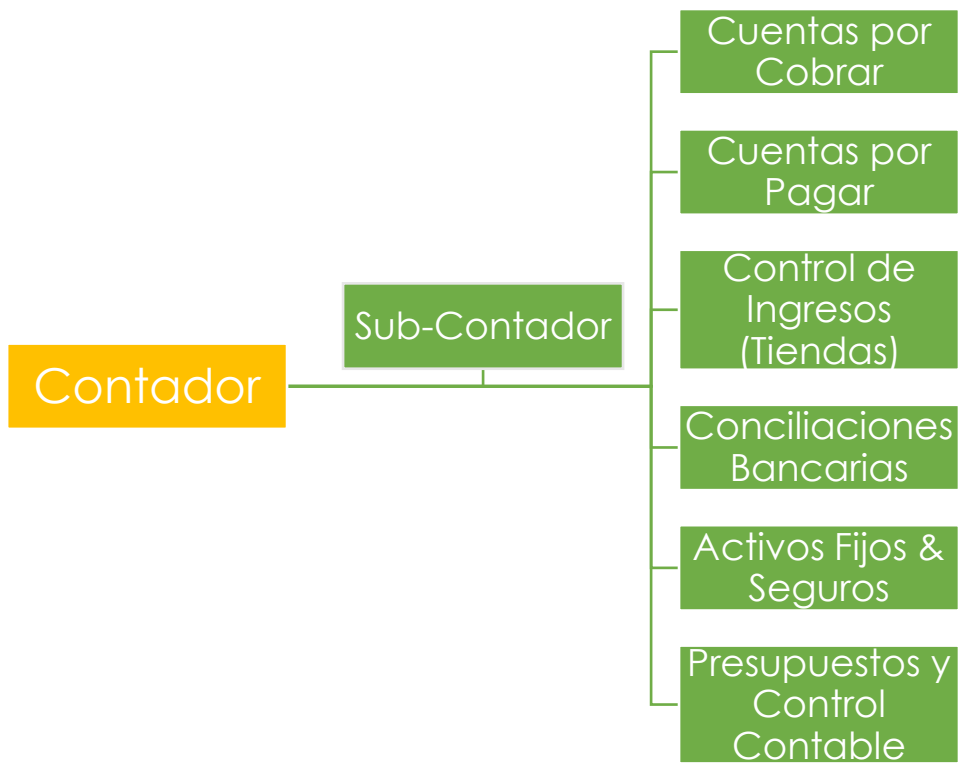 Contador
Sub-Contador
Cuentas por
Cobrar
Cuentas por
Pagar
Control de
Ingresos
(Tiendas)
Conciliaciones
Bancarias
Activos Fijos &
Seguros
Presupuestos y
Control
Contable